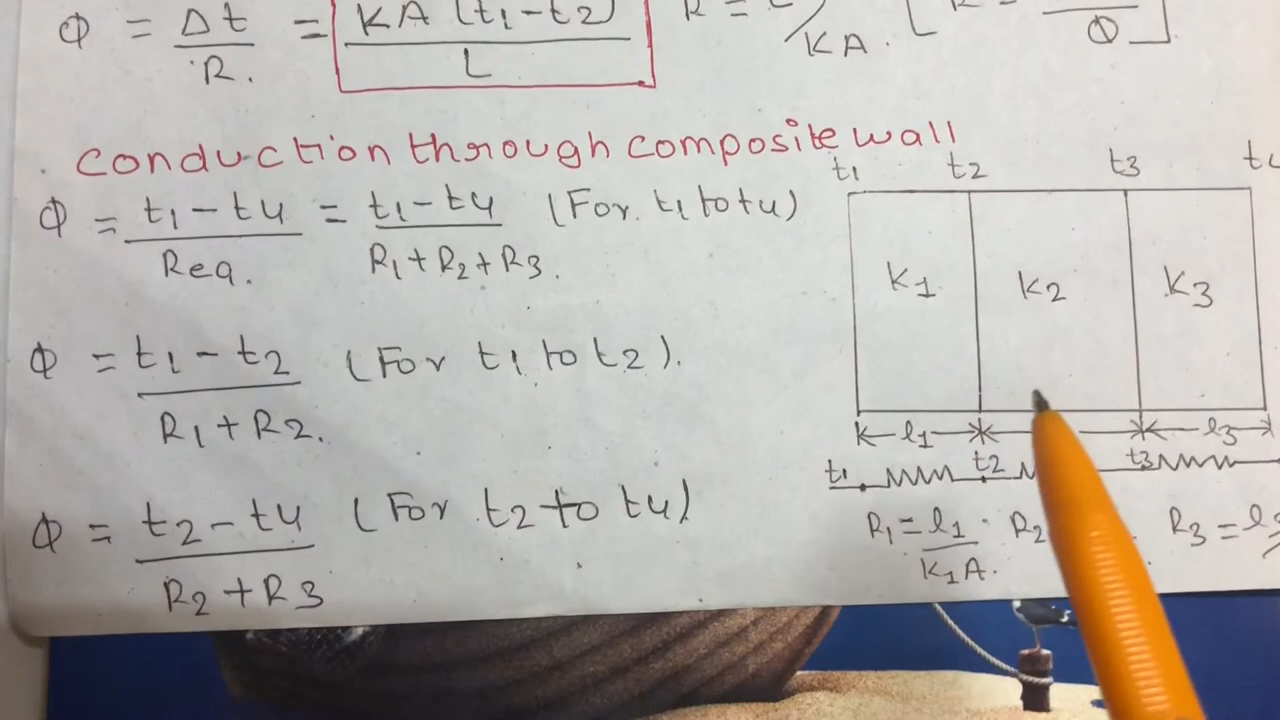 Φ = Δt / R. = KA (t1-t2) / L
/KA.
Φ
conduction through composite wall
Φ = t1-t4 / Req. = t1-t4 / R1+R2+R3. (For t1 to t4)
Φ = t1-t2 / R1+R2. (For t1 to t2).
Φ = t2-t4 / R2+R3 (For t2 to t4)
t1 t2 t3
K1 K2 K3
l1 l3
t1 t2 t3
R1 = l1 / K1A. R2 R3 =